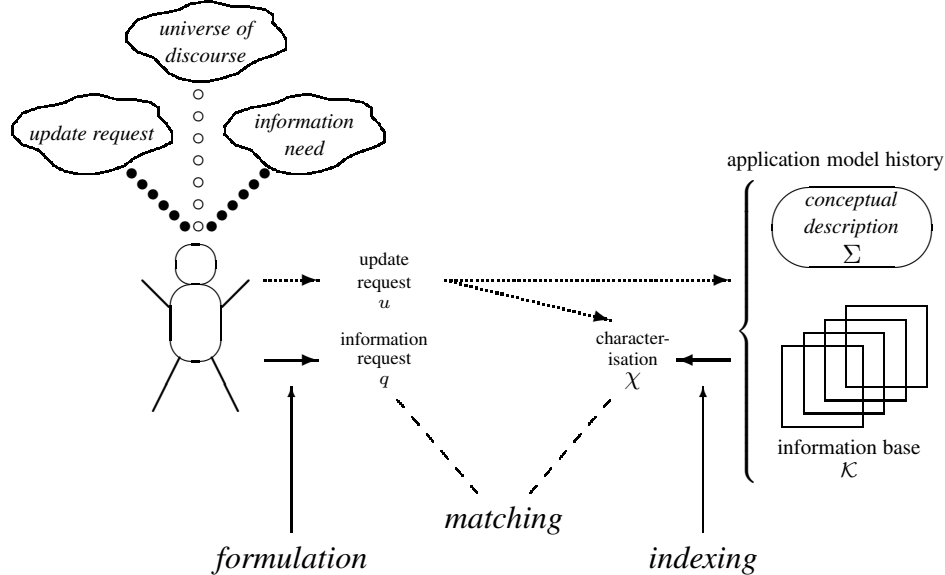 universe of
discourse
update request
information
need
application model history
conceptual
description
Σ
update
request
u
information
request
q
character-
isation
χ
information base
𝒦
matching
formulation
indexing